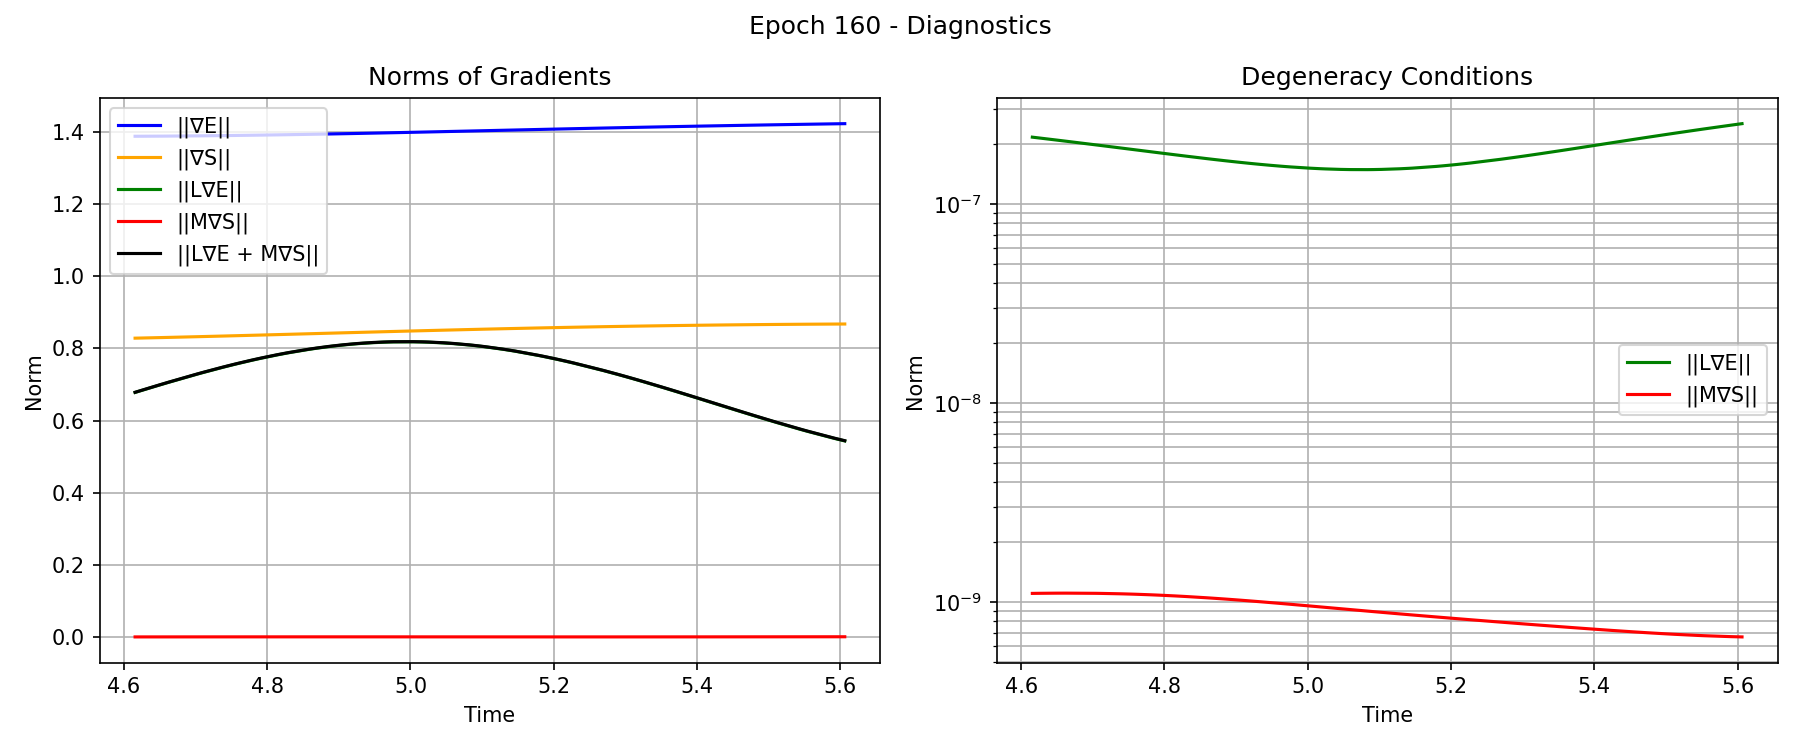 Epoch 160 - Diagnostics
Norms of Gradients
||∇E||
||∇S||
||L∇E||
||M∇S||
||L∇E + M∇S||
1.4
1.2
1.0
0.8
0.6
0.4
0.2
0.0
Norm
4.6 4.8 5.0 5.2 5.4 5.6
Time
Degeneracy Conditions
||L∇E||
||M∇S||
10⁻⁷
10⁻⁸
10⁻⁹
Norm
4.6 4.8 5.0 5.2 5.4 5.6
Time